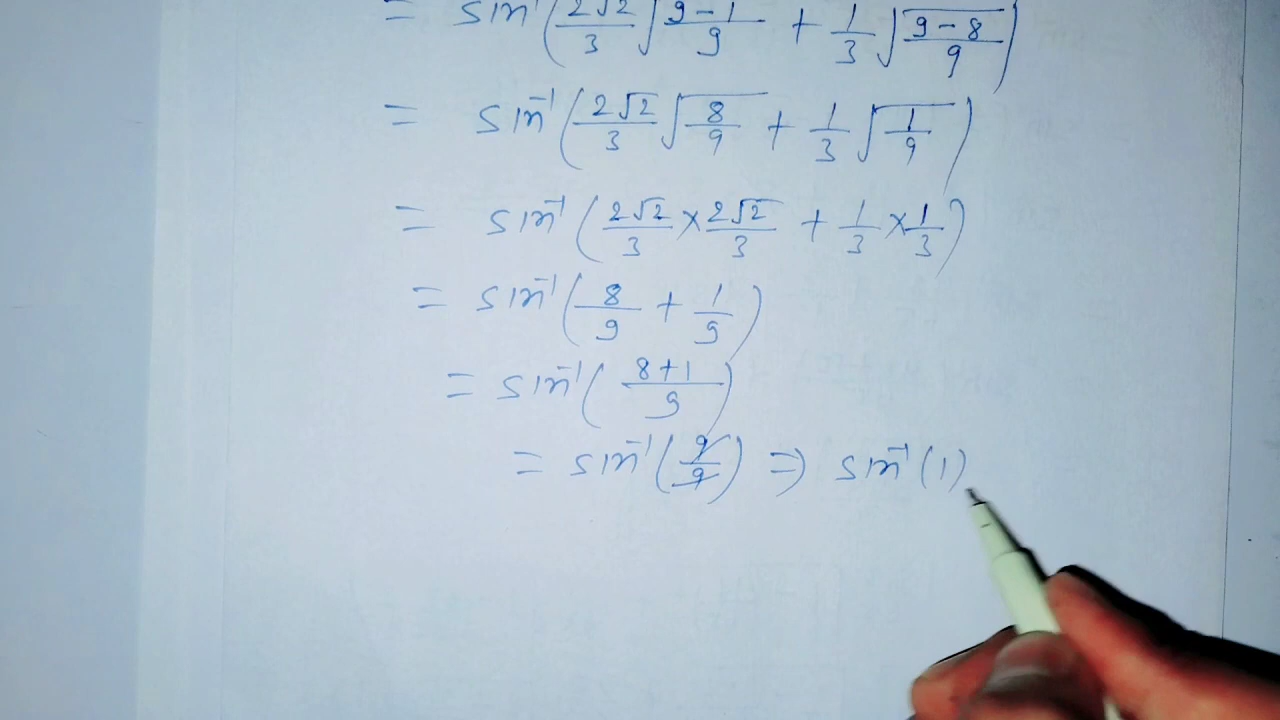 = sin⁻¹(2√2/3 √(9-1/9) + 1/3 √(9-8/9))
= sin⁻¹(2√2/3 √(8/9) + 1/3 √(1/9))
= sin⁻¹(2√2/3 × 2√2/3 + 1/3 × 1/3)
= sin⁻¹(8/9 + 1/9)
= sin⁻¹(8+1/9)
= sin⁻¹(9/9) ⇒ sin⁻¹(1)